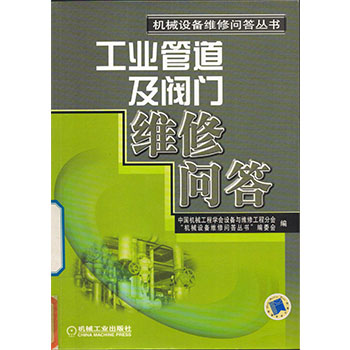 机械设备维修问答丛书
工业管道
及阀门
维修
问答
中国机械工程学会设备与维修工程分会
“机械设备维修问答丛书”编委会 编
机械工业出版社
CHINA MACHINE PRESS